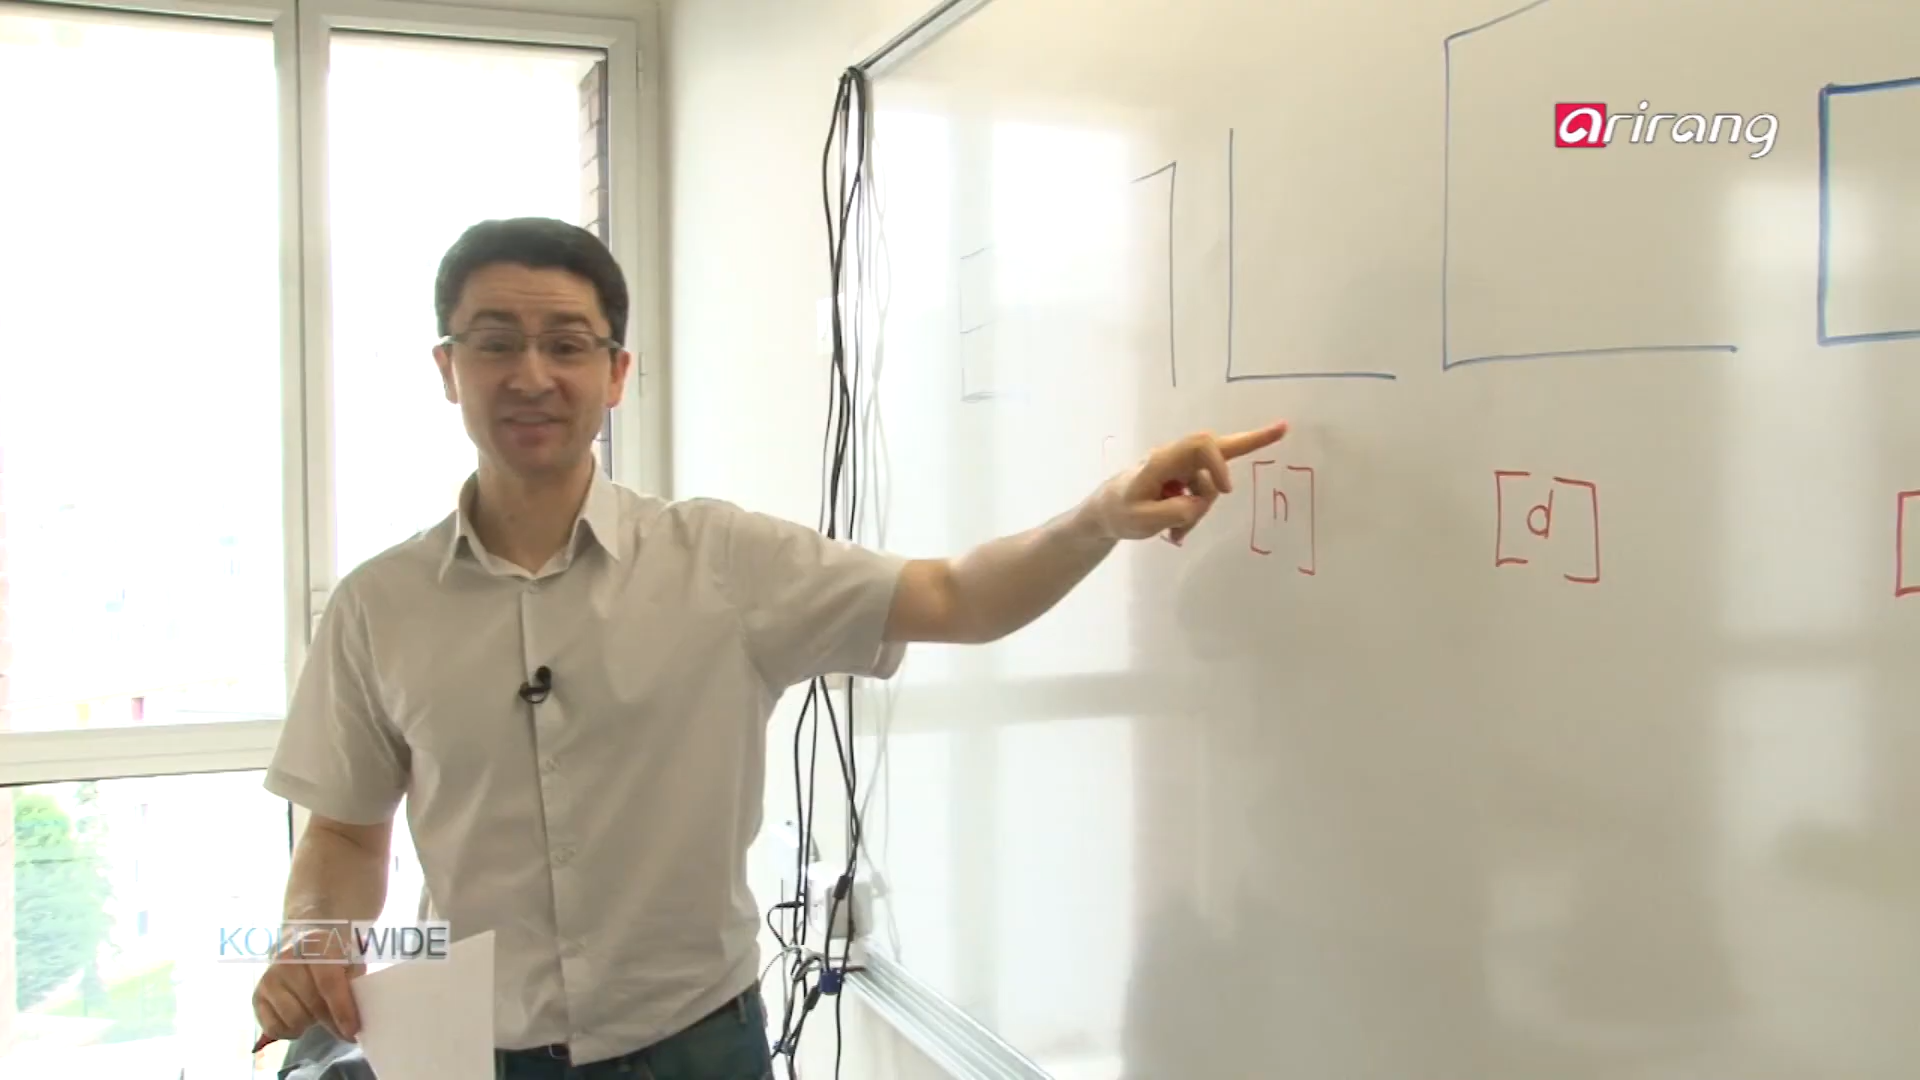 arirang
ㄱ ㄴ ㄷ ㅁ
[n] [d] [
KOREA WIDE